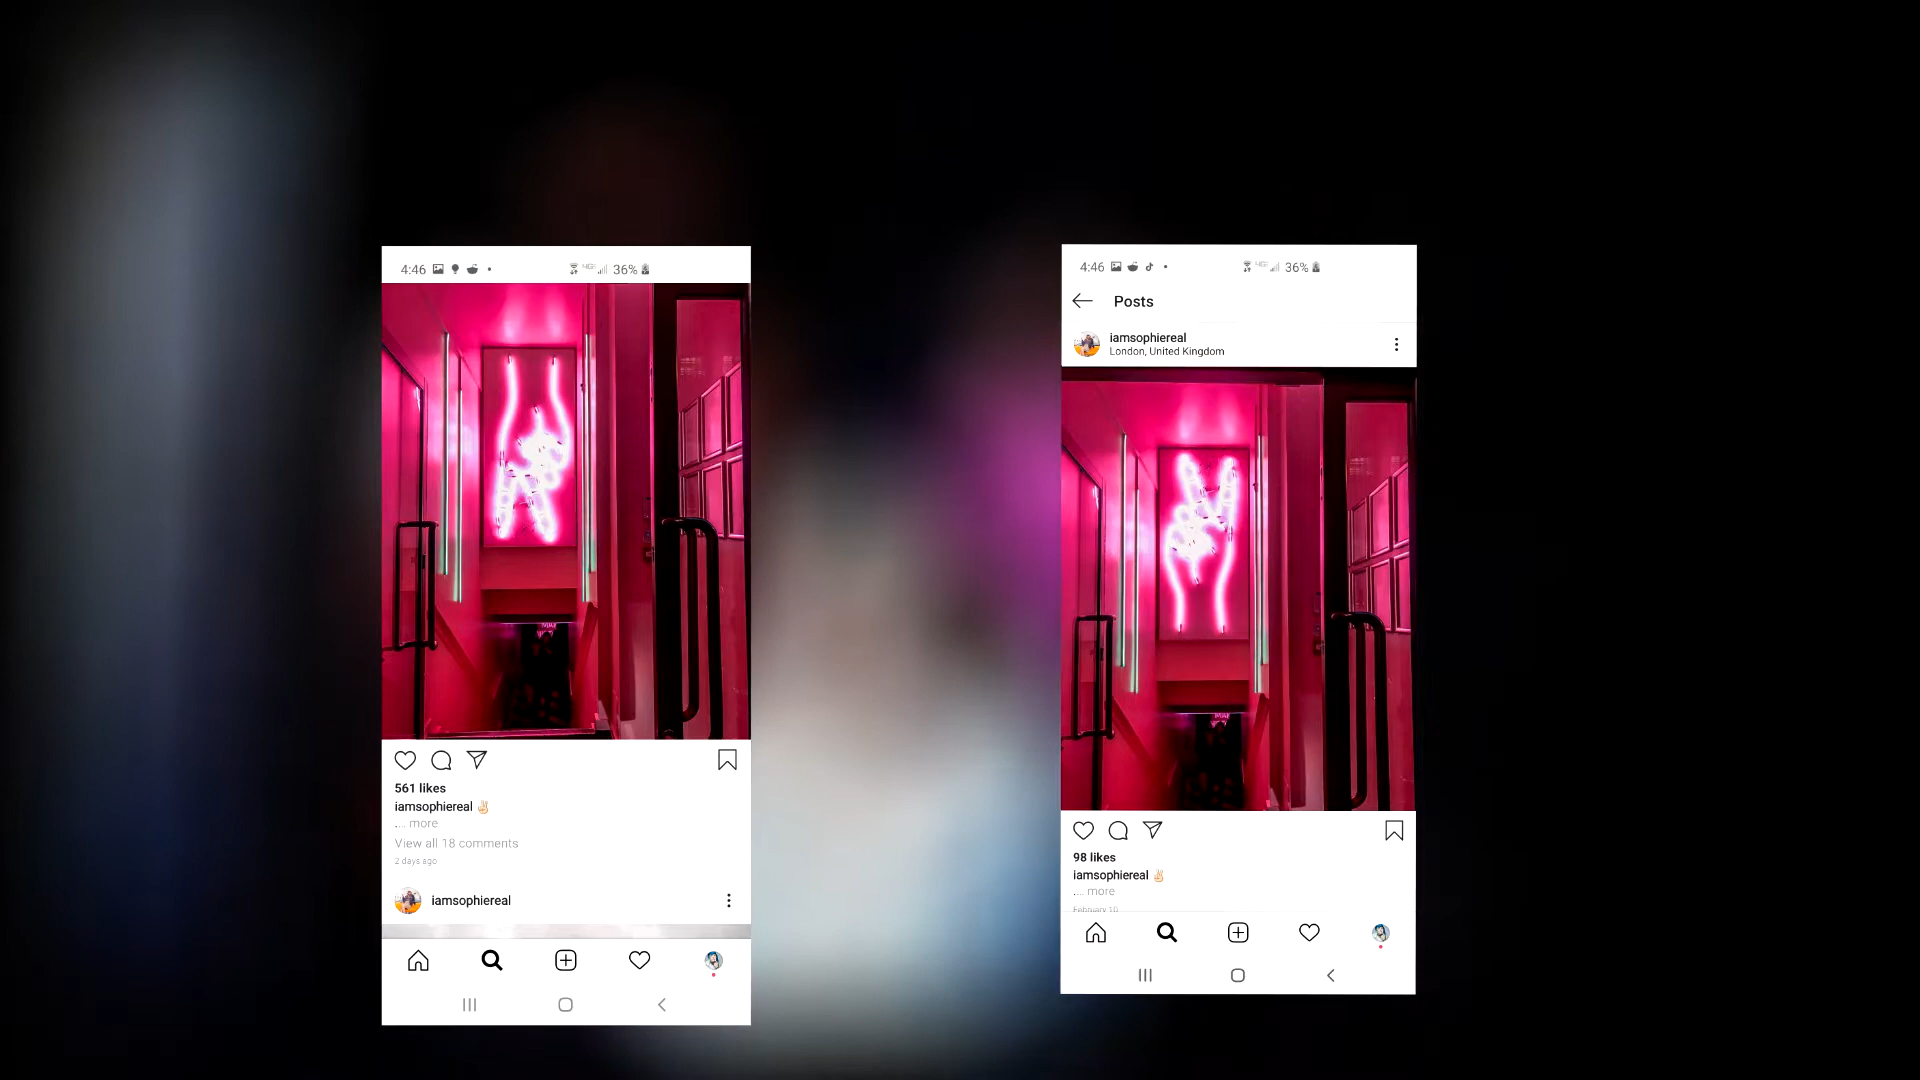 4:46 36%
561 likes
iamsophiereal ✌🏻
.... more
View all 18 comments
2 days ago
iamsophiereal
4:46 36%
Posts
iamsophiereal
London, United Kingdom
98 likes
iamsophiereal ✌🏻
.... more
February 10